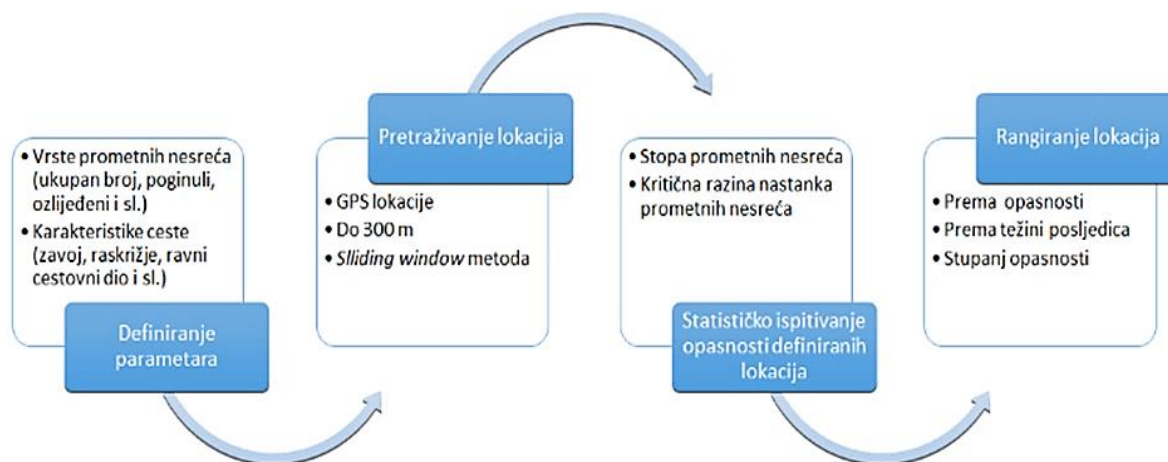 • Vrste prometnih nesreća
(ukupan broj, poginuli,
ozlijeđeni i sl.)
• Karakteristike ceste
(zavoj, raskrižje, ravni
cestovni dio i sl.)
Definiranje
parametara
Pretraživanje lokacija
• GPS lokacije
• Do 300 m
• Slliding window metoda
• Stopa prometnih nesreća
• Kritična razina nastanka
prometnih nesreća
Statističko ispitivanje
opasnosti definiranih
lokacija
Rangiranje lokacija
• Prema opasnosti
• Prema težini posljedica
• Stupanj opasnosti